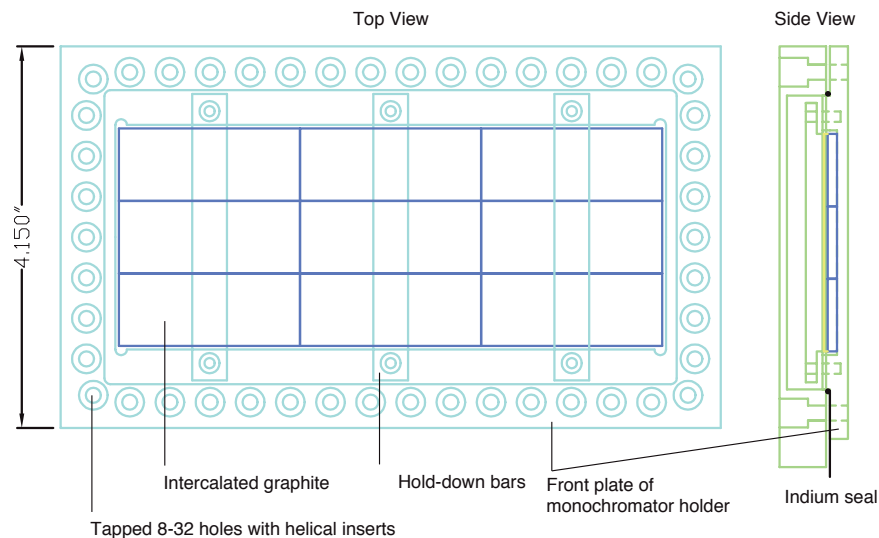 Top View
Side View
4.150"
Intercalated graphite
Hold-down bars
Front plate of
monochromator holder
Indium seal
Tapped 8-32 holes with helical inserts